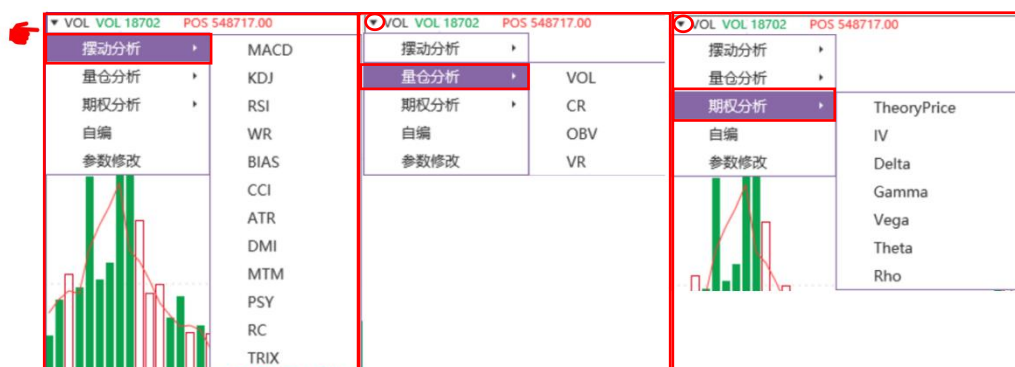 ▼ VOL VOL 18702 POS 548717.00
摆动分析
量仓分析
期权分析
自编
参数修改
MACD
KDJ
RSI
WR
BIAS
CCI
ATR
DMI
MTM
PSY
RC
TRIX
▼ VOL VOL 18702 POS 548717.00
摆动分析
量仓分析
期权分析
自编
参数修改
VOL
CR
OBV
VR
▼ VOL VOL 18702 POS 548717.00
摆动分析
量仓分析
期权分析
自编
参数修改
TheoryPrice
IV
Delta
Gamma
Vega
Theta
Rho